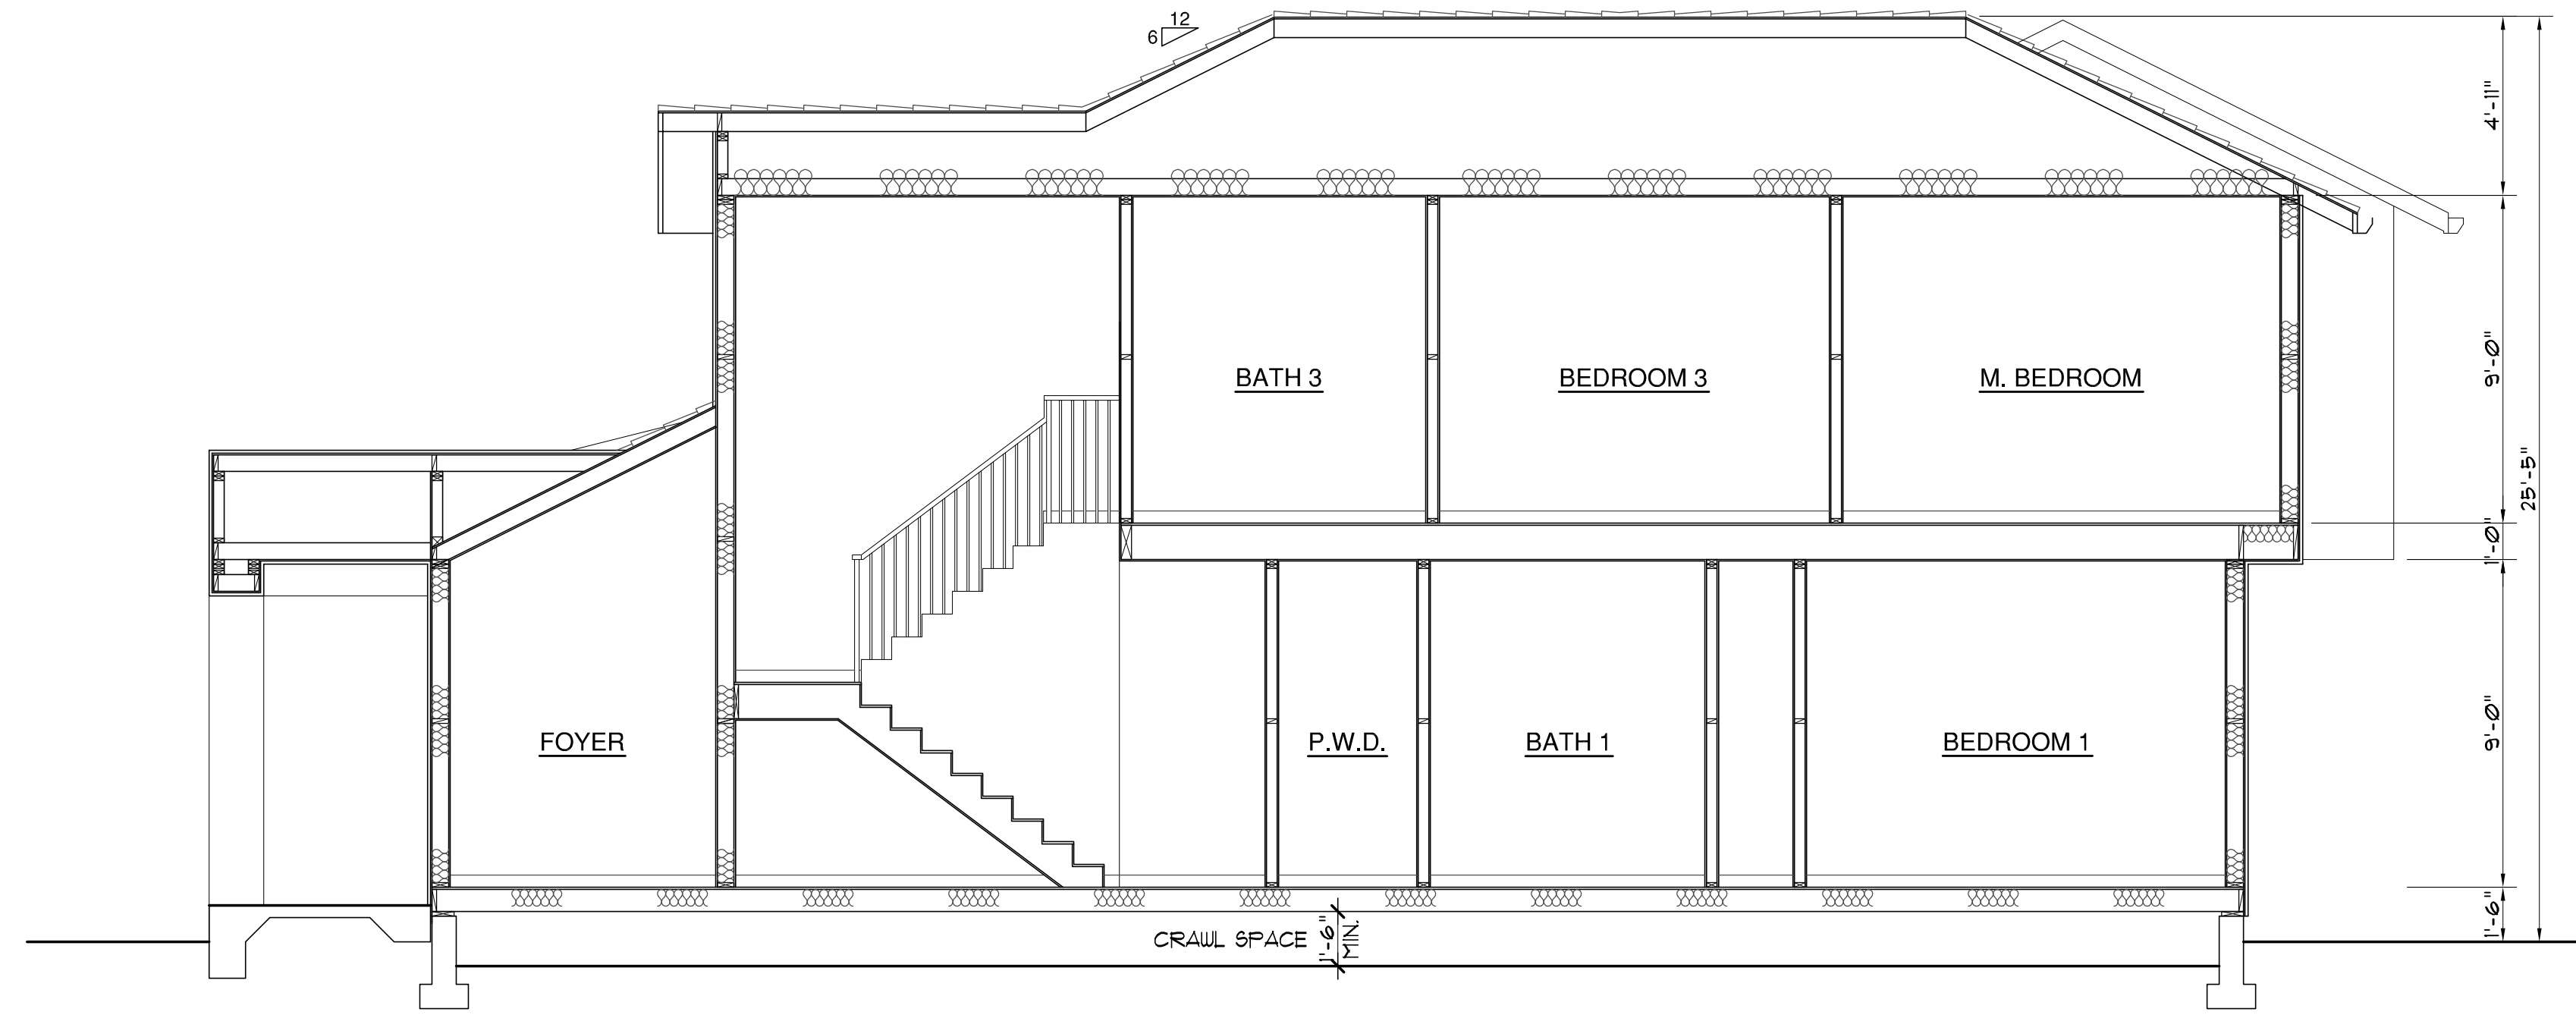 12
6
4'-11"
BATH 3
BEDROOM 3
M. BEDROOM
9'-0"
25'-5"
1'-0"
FOYER
P.W.D.
BATH 1
BEDROOM 1
9'-0"
CRAWL SPACE
1'-6"
MIN.
1'-6"